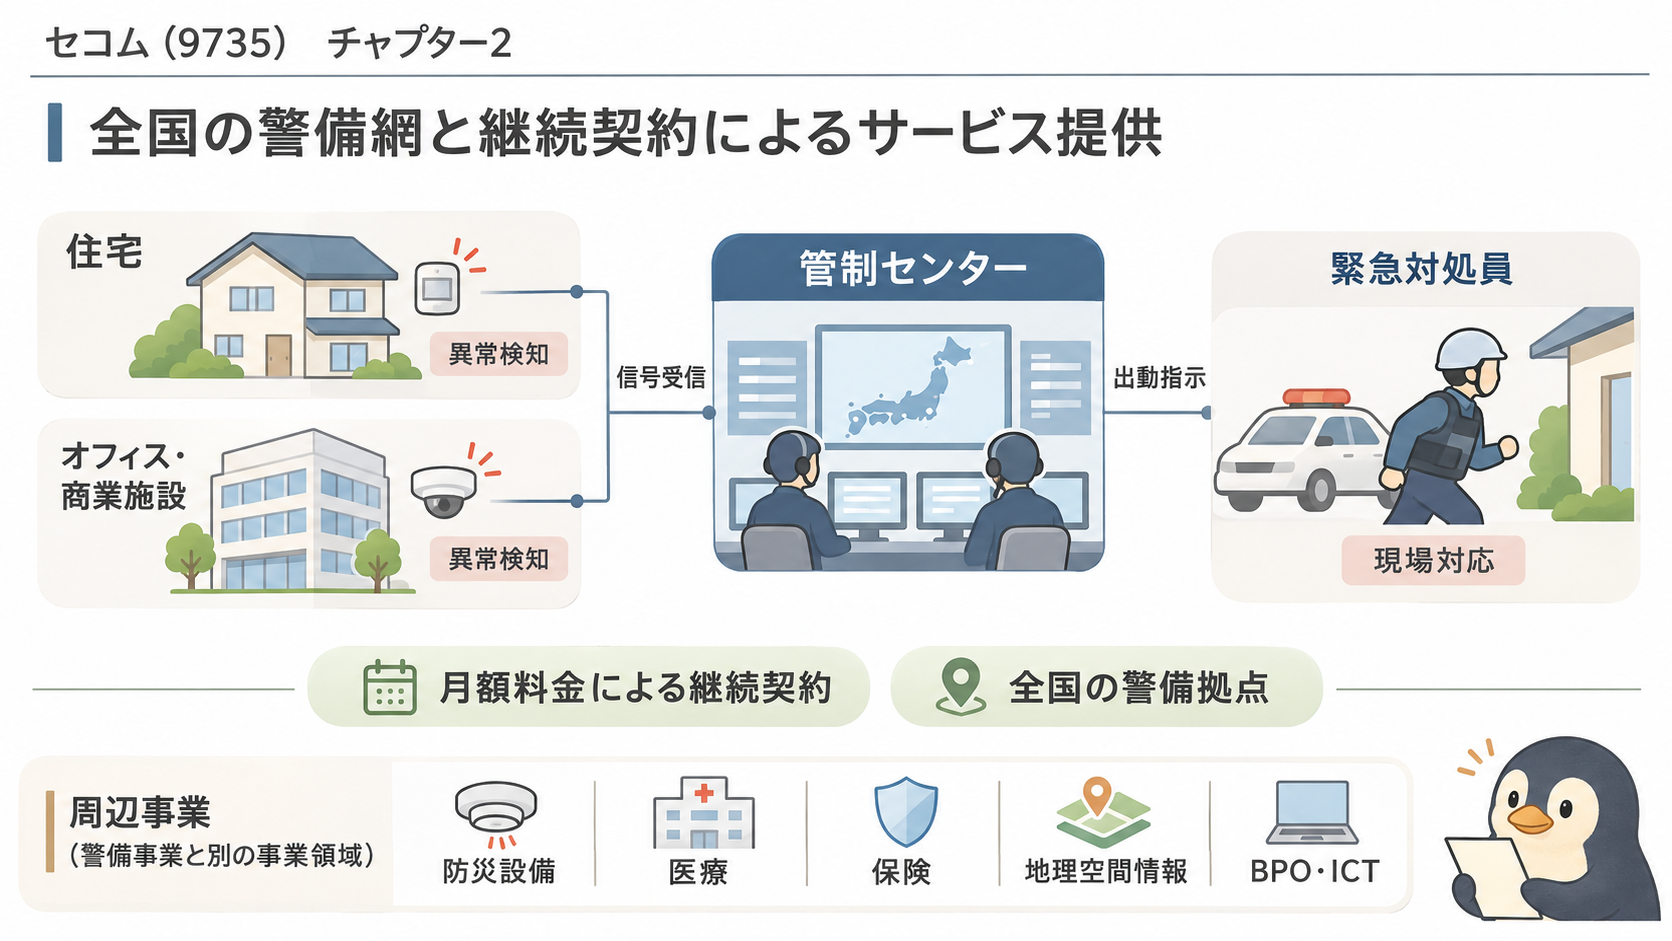 セコム（9735） チャプター2
全国の警備網と継続契約によるサービス提供
住宅
異常検知
オフィス・
商業施設
異常検知
信号受信
管制センター
出動指示
緊急対処員
現場対応
月額料金による継続契約
全国の警備拠点
周辺事業
（警備事業と別の事業領域）
防災設備
医療
保険
地理空間情報
BPO・ICT